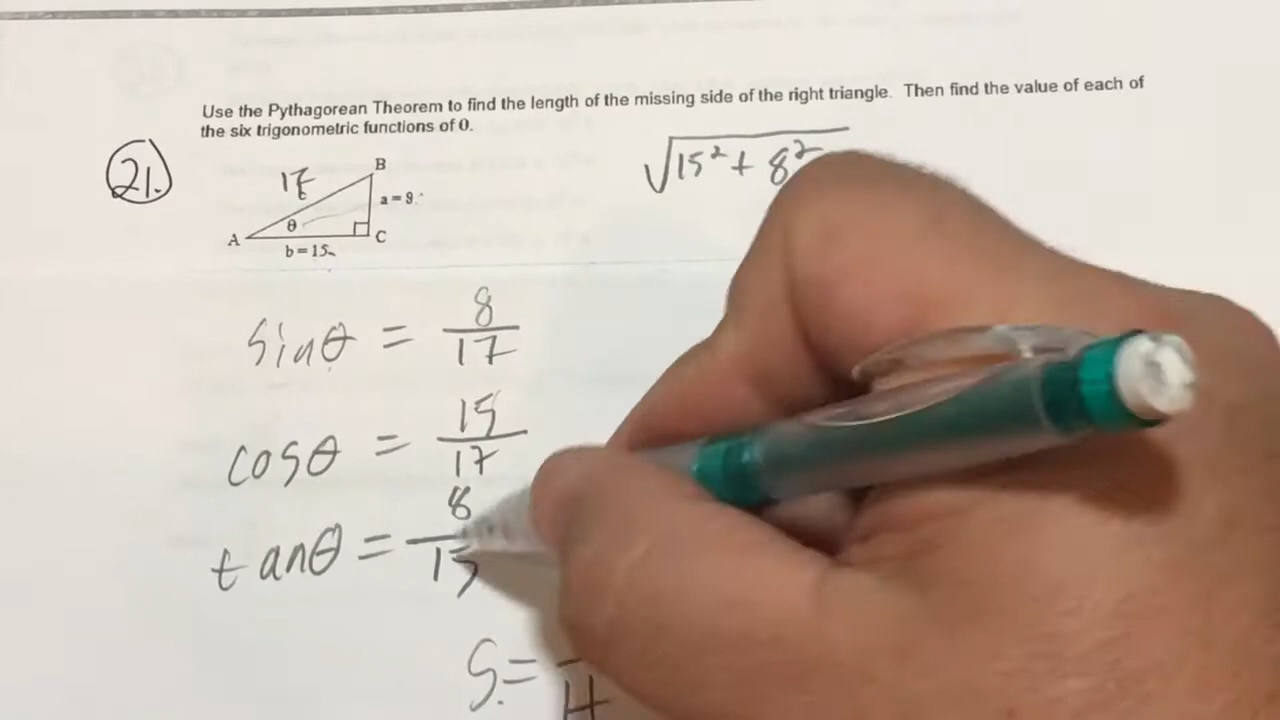 Use the Pythagorean Theorem to find the length of the missing side of the right triangle. Then find the value of each of
the six trigonometric functions of θ.
21.
√15² + 8²
17
B
a = 8
θ
A
C
b = 15
sinθ = 8/17
cosθ = 15/17
tanθ = 8/15
S = /H